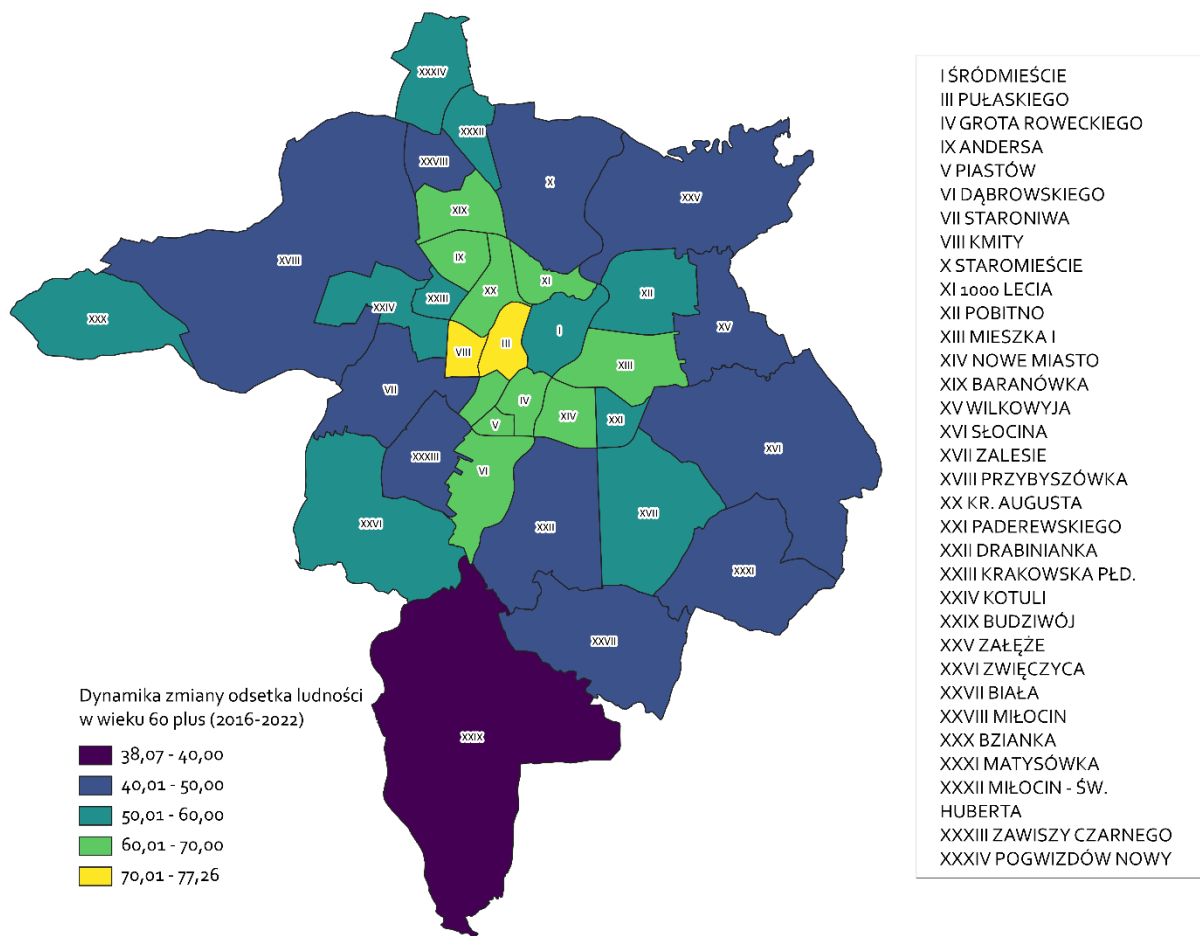 XXXIV
XXXII
XXVIII
X
XXV
XIX
IX
XI
XVIII
XX
XII
XXIII
XXIV
XXX
I
XV
III
VIII
XIII
VII
IV
XIV
XXI
V
XVI
XXXIII
VI
XXII
XVII
XXVI
XXXI
XXVII
XXIX
Dynamika zmiany odsetka ludności
w wieku 60 plus (2016-2022)
38,07 - 40,00
40,01 - 50,00
50,01 - 60,00
60,01 - 70,00
70,01 - 77,26
I ŚRÓDMIEŚCIE
III PUŁASKIEGO
IV GROTA ROWECKIEGO
IX ANDERSA
V PIASTÓW
VI DĄBROWSKIEGO
VII STARONIWA
VIII KMITY
X STAROMIEŚCIE
XI 1000 LECIA
XII POBITNO
XIII MIESZKA I
XIV NOWE MIASTO
XIX BARANÓWKA
XV WILKOWYJA
XVI SŁOCINA
XVII ZALESIE
XVIII PRZYBYSZÓWKA
XX KR. AUGUSTA
XXI PADEREWSKIEGO
XXII DRABINIANKA
XXIII KRAKOWSKA PŁD.
XXIV KOTULI
XXIX BUDZIWÓJ
XXV ZAŁĘŻE
XXVI ZWIĘCZYCA
XXVII BIAŁA
XXVIII MIŁOCIN
XXX BZIANKA
XXXI MATYSÓWKA
XXXII MIŁOCIN - ŚW.
HUBERTA
XXXIII ZAWISZY CZARNEGO
XXXIV POGWIZDÓW NOWY